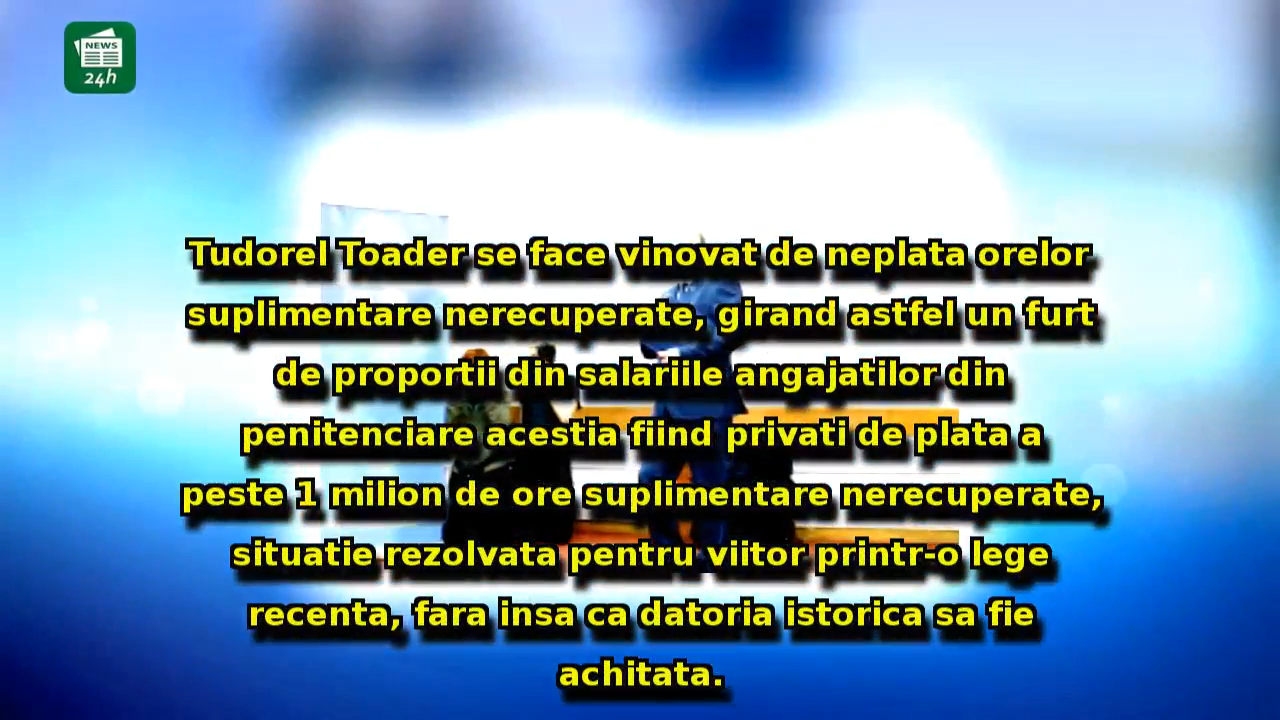 NEWS
24h
Tudorel Toader se face vinovat de neplata orelor
suplimentare nerecuperate, girand astfel un furt
de proportii din salariile angajatilor din
penitenciare acestia fiind privati de plata a
peste 1 milion de ore suplimentare nerecuperate,
situatie rezolvata pentru viitor printr-o lege
recenta, fara insa ca datoria istorica sa fie
achitata.